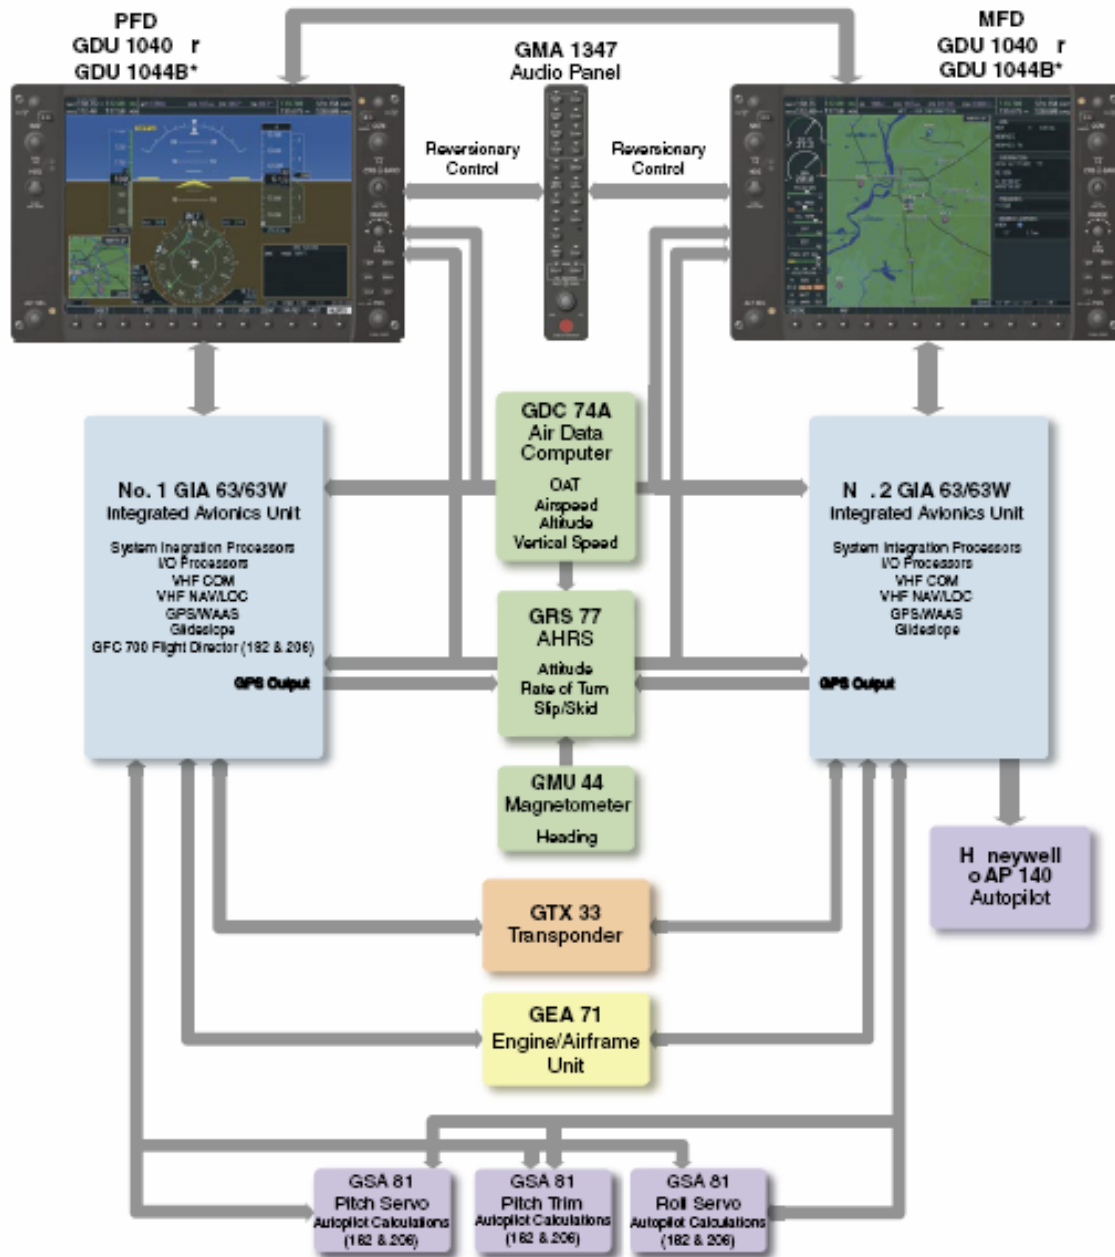 PFD
GDU 1040 r
GDU 1044B*
GMA 1347
Audio Panel
MFD
GDU 1040 r
GDU 1044B*
Reversionary
Control
Reversionary
Control
GDC 74A
Air Data
Computer
OAT
Airspeed
Altitude
Vertical Speed
No. 1 GIA 63/63W
Integrated Avionics Unit
System Inegration Processors
I/O Processors
VHF COM
VHF NAV/LOC
GPS/WAAS
Glideslope
GFC 700 Flight Director (182 & 206)
GPS Output
N . 2 GIA 63/63W
Integrated Avionics Unit
System Integration Processors
I/O Processors
VHF COM
VHF NAV/LOC
GPS/WAAS
Glideslope
GPS Output
GRS 77
AHRS
Attitude
Rate of Turn
Slip/Skid
GMU 44
Magnetometer
Heading
H neywell
o AP 140
Autopilot
GTX 33
Transponder
GEA 71
Engine/Airframe
Unit
GSA 81
Pitch Servo
Autopilot Calculations
(182 & 206)
GSA 81
Pitch Trim
Autopilot Calculations
(182 & 206)
GSA 81
Roll Servo
Autopilot Calculations
(182 & 206)